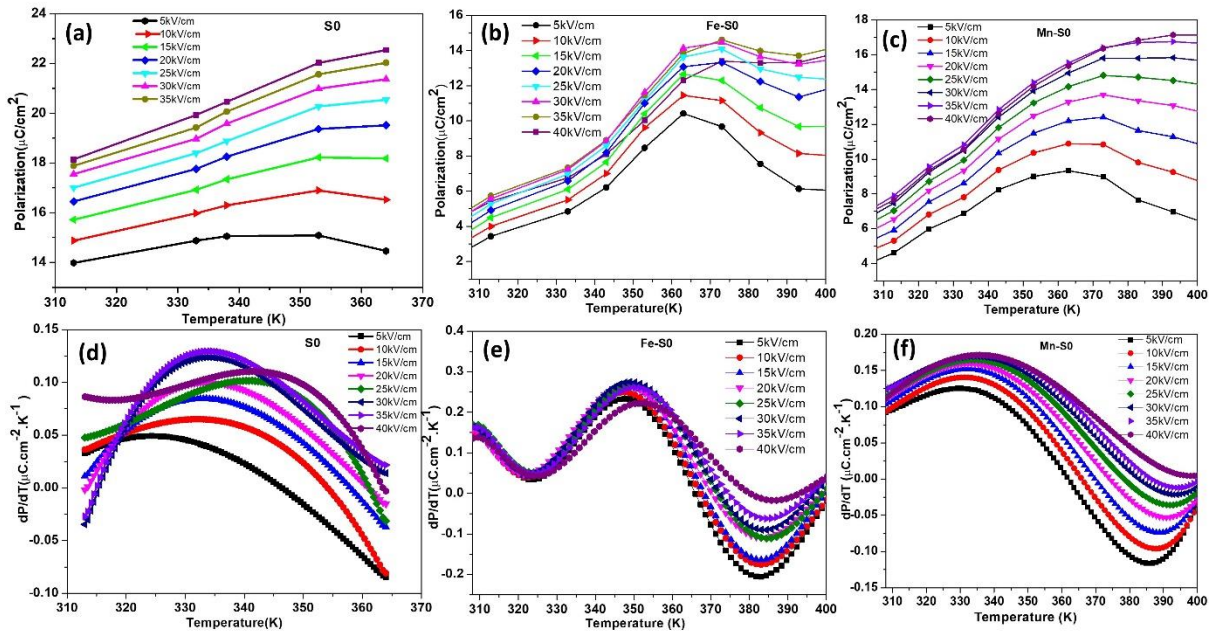 (a)
S0
5kV/cm
10kV/cm
15kV/cm
20kV/cm
25kV/cm
30kV/cm
35kV/cm
Polarization(μC/cm²)
22
20
18
16
14
310 320 330 340 350 360 370
Temperature (K)
(b)
Fe-S0
5kV/cm
10kV/cm
15kV/cm
20kV/cm
25kV/cm
30kV/cm
35kV/cm
40kV/cm
Polarization(μC/cm²)
16
14
12
10
8
6
4
2
310 320 330 340 350 360 370 380 390 400
Temperature (K)
(c)
Mn-S0
5kV/cm
10kV/cm
15kV/cm
20kV/cm
25kV/cm
30kV/cm
35kV/cm
40kV/cm
Polarization(μC/cm²)
16
14
12
10
8
6
4
310 320 330 340 350 360 370 380 390 400
Temperature (K)
(d)
S0
5kV/cm
10kV/cm
15kV/cm
20kV/cm
25kV/cm
30kV/cm
35kV/cm
40kV/cm
dP/dT(μC.cm⁻².K⁻¹)
0.15
0.10
0.05
0.00
-0.05
-0.10
310 320 330 340 350 360 370
Temperature(K)
(e)
Fe-S0
5kV/cm
10kV/cm
15kV/cm
20kV/cm
25kV/cm
30kV/cm
35kV/cm
40kV/cm
dP/dT(μC.cm⁻².K⁻¹)
0.4
0.3
0.2
0.1
0.0
-0.1
-0.2
310 320 330 340 350 360 370 380 390 400
Temperature(K)
(f)
Mn-S0
5kV/cm
10kV/cm
15kV/cm
20kV/cm
25kV/cm
30kV/cm
35kV/cm
40kV/cm
dP/dT (μC.cm⁻².K⁻¹)
0.20
0.15
0.10
0.05
0.00
-0.05
0.10
0.15
310 320 330 340 350 360 370 380 390 400
Temperature (K)